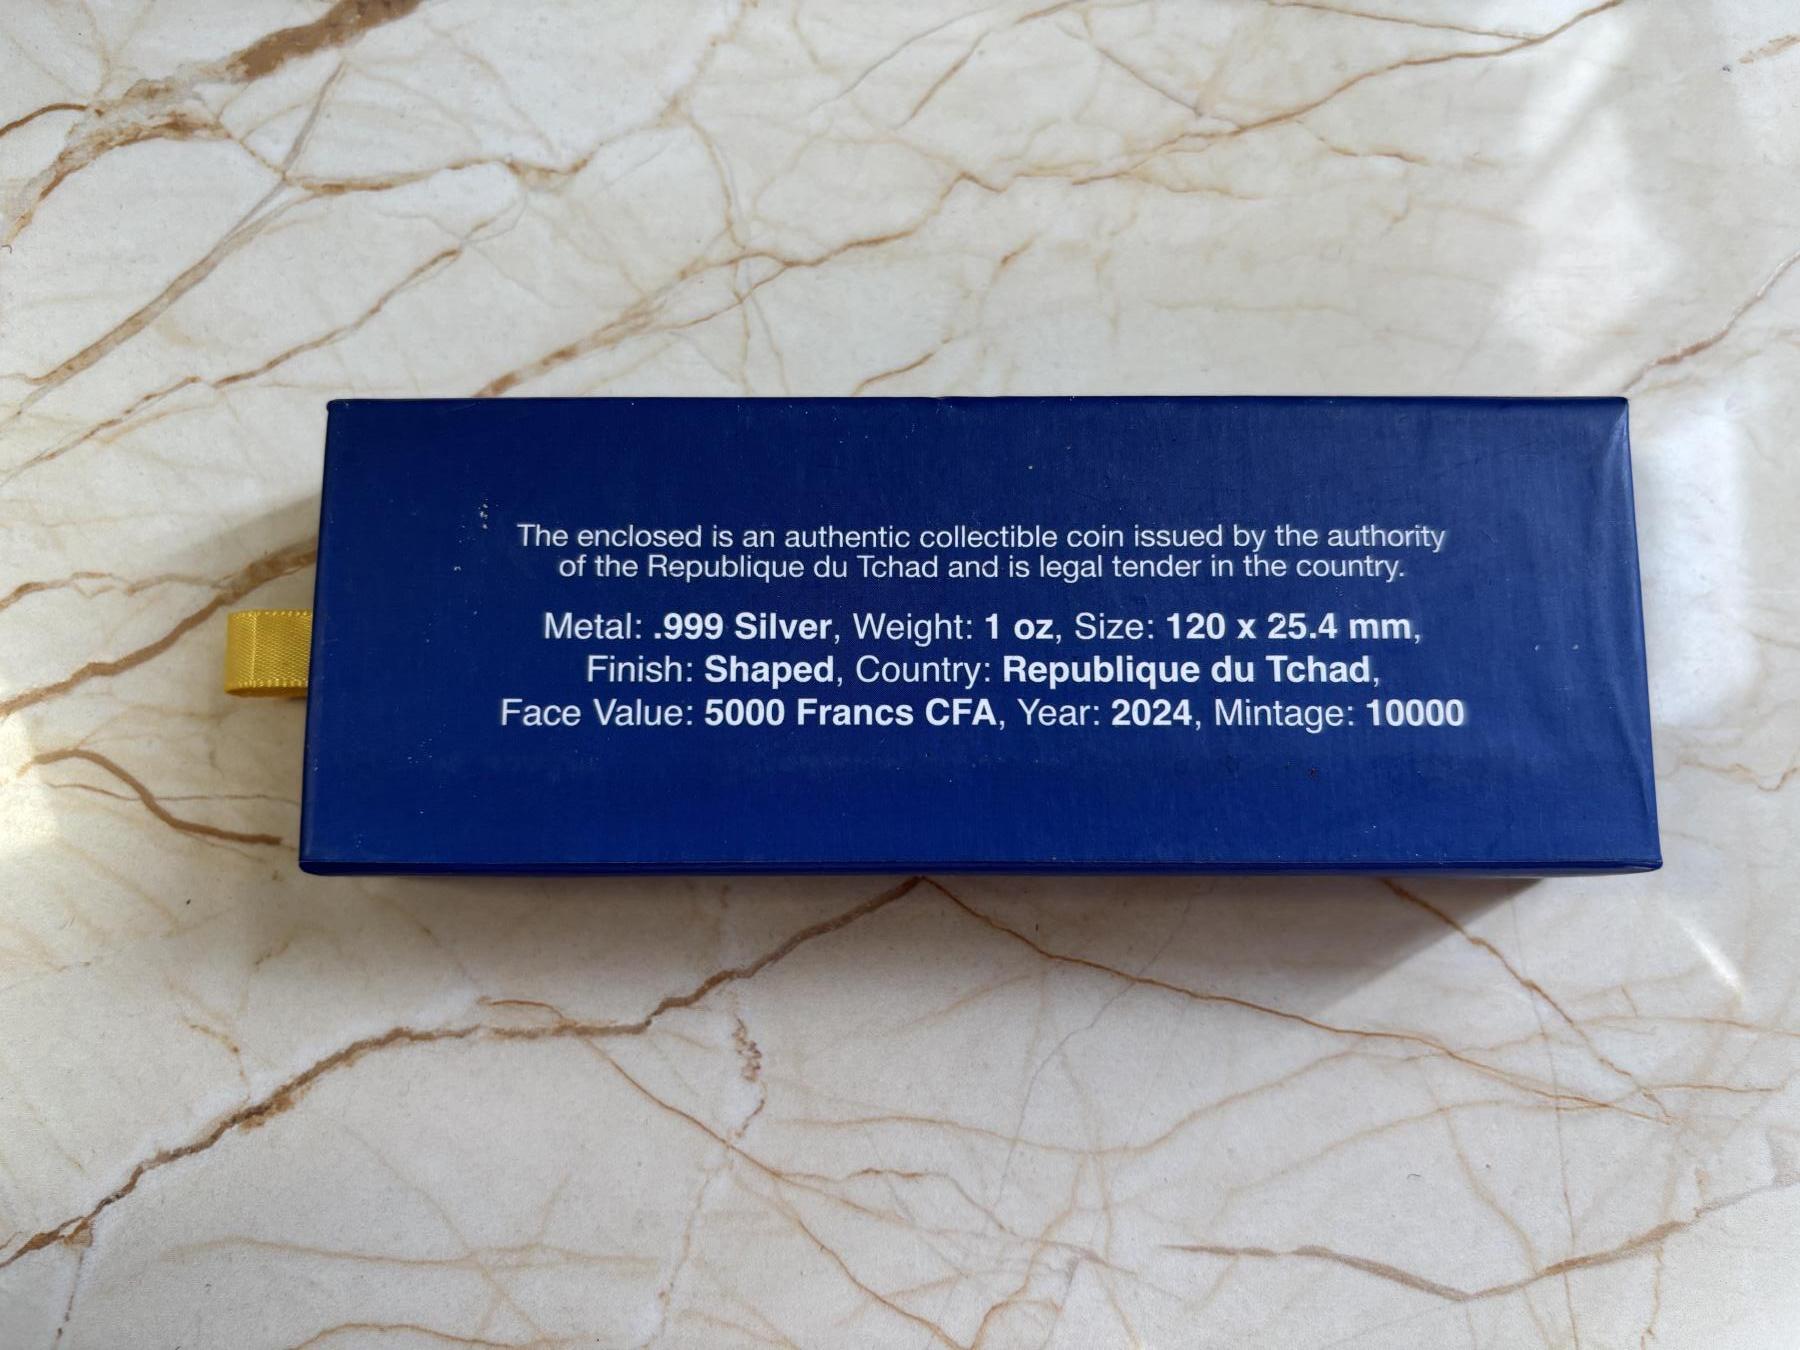 The enclosed is an authentic collectible coin issued by the authority
of the Republique du Tchad and is legal tender in the country.
Metal: .999 Silver, Weight: 1 oz, Size: 120 x 25.4 mm,
Finish: Shaped, Country: Republique du Tchad,
Face Value: 5000 Francs CFA, Year: 2024, Mintage: 10000